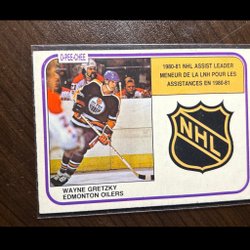 O-PEE-CHEE
1980-81 NHL ASSIST LEADER
MENEUR DE LA LNH POUR LES
ASSISTANCES EN 1980-81
NHL
WAYNE GRETZKY
EDMONTON OILERS